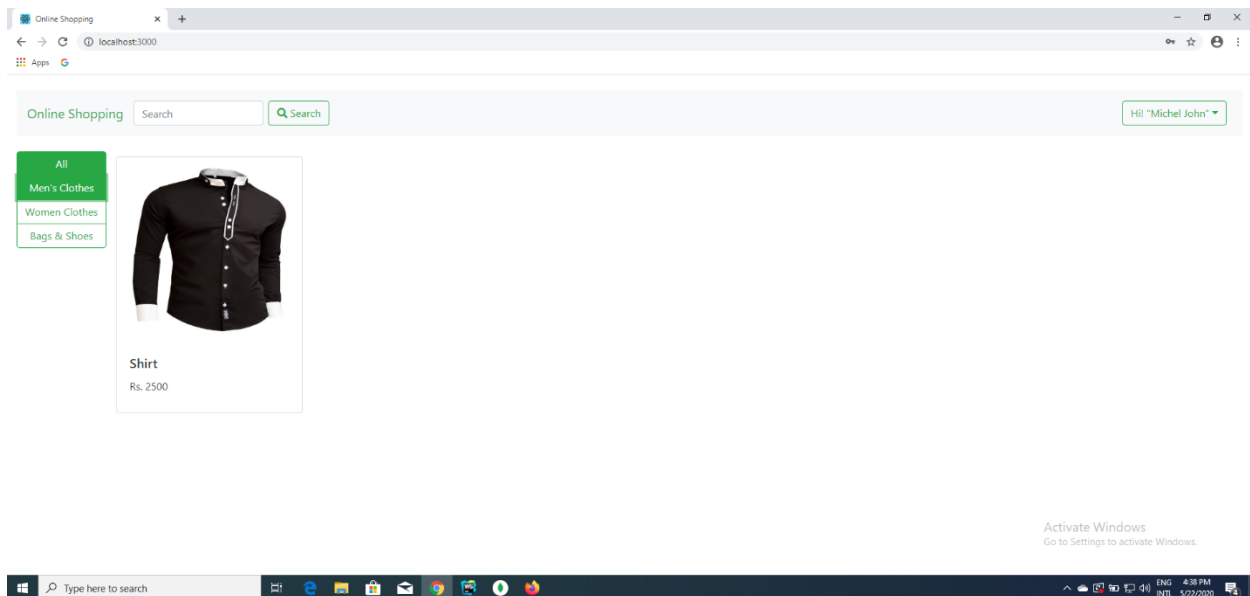 Online Shopping
localhost:3000
Apps
Online Shopping Search Search Hi! "Michel John"
All
Men's Clothes
Women Clothes
Bags & Shoes
Shirt
Rs. 2500
Activate Windows
Go to Settings to activate Windows.
Type here to search
ENG 4:38 PM
INTL 5/22/2020